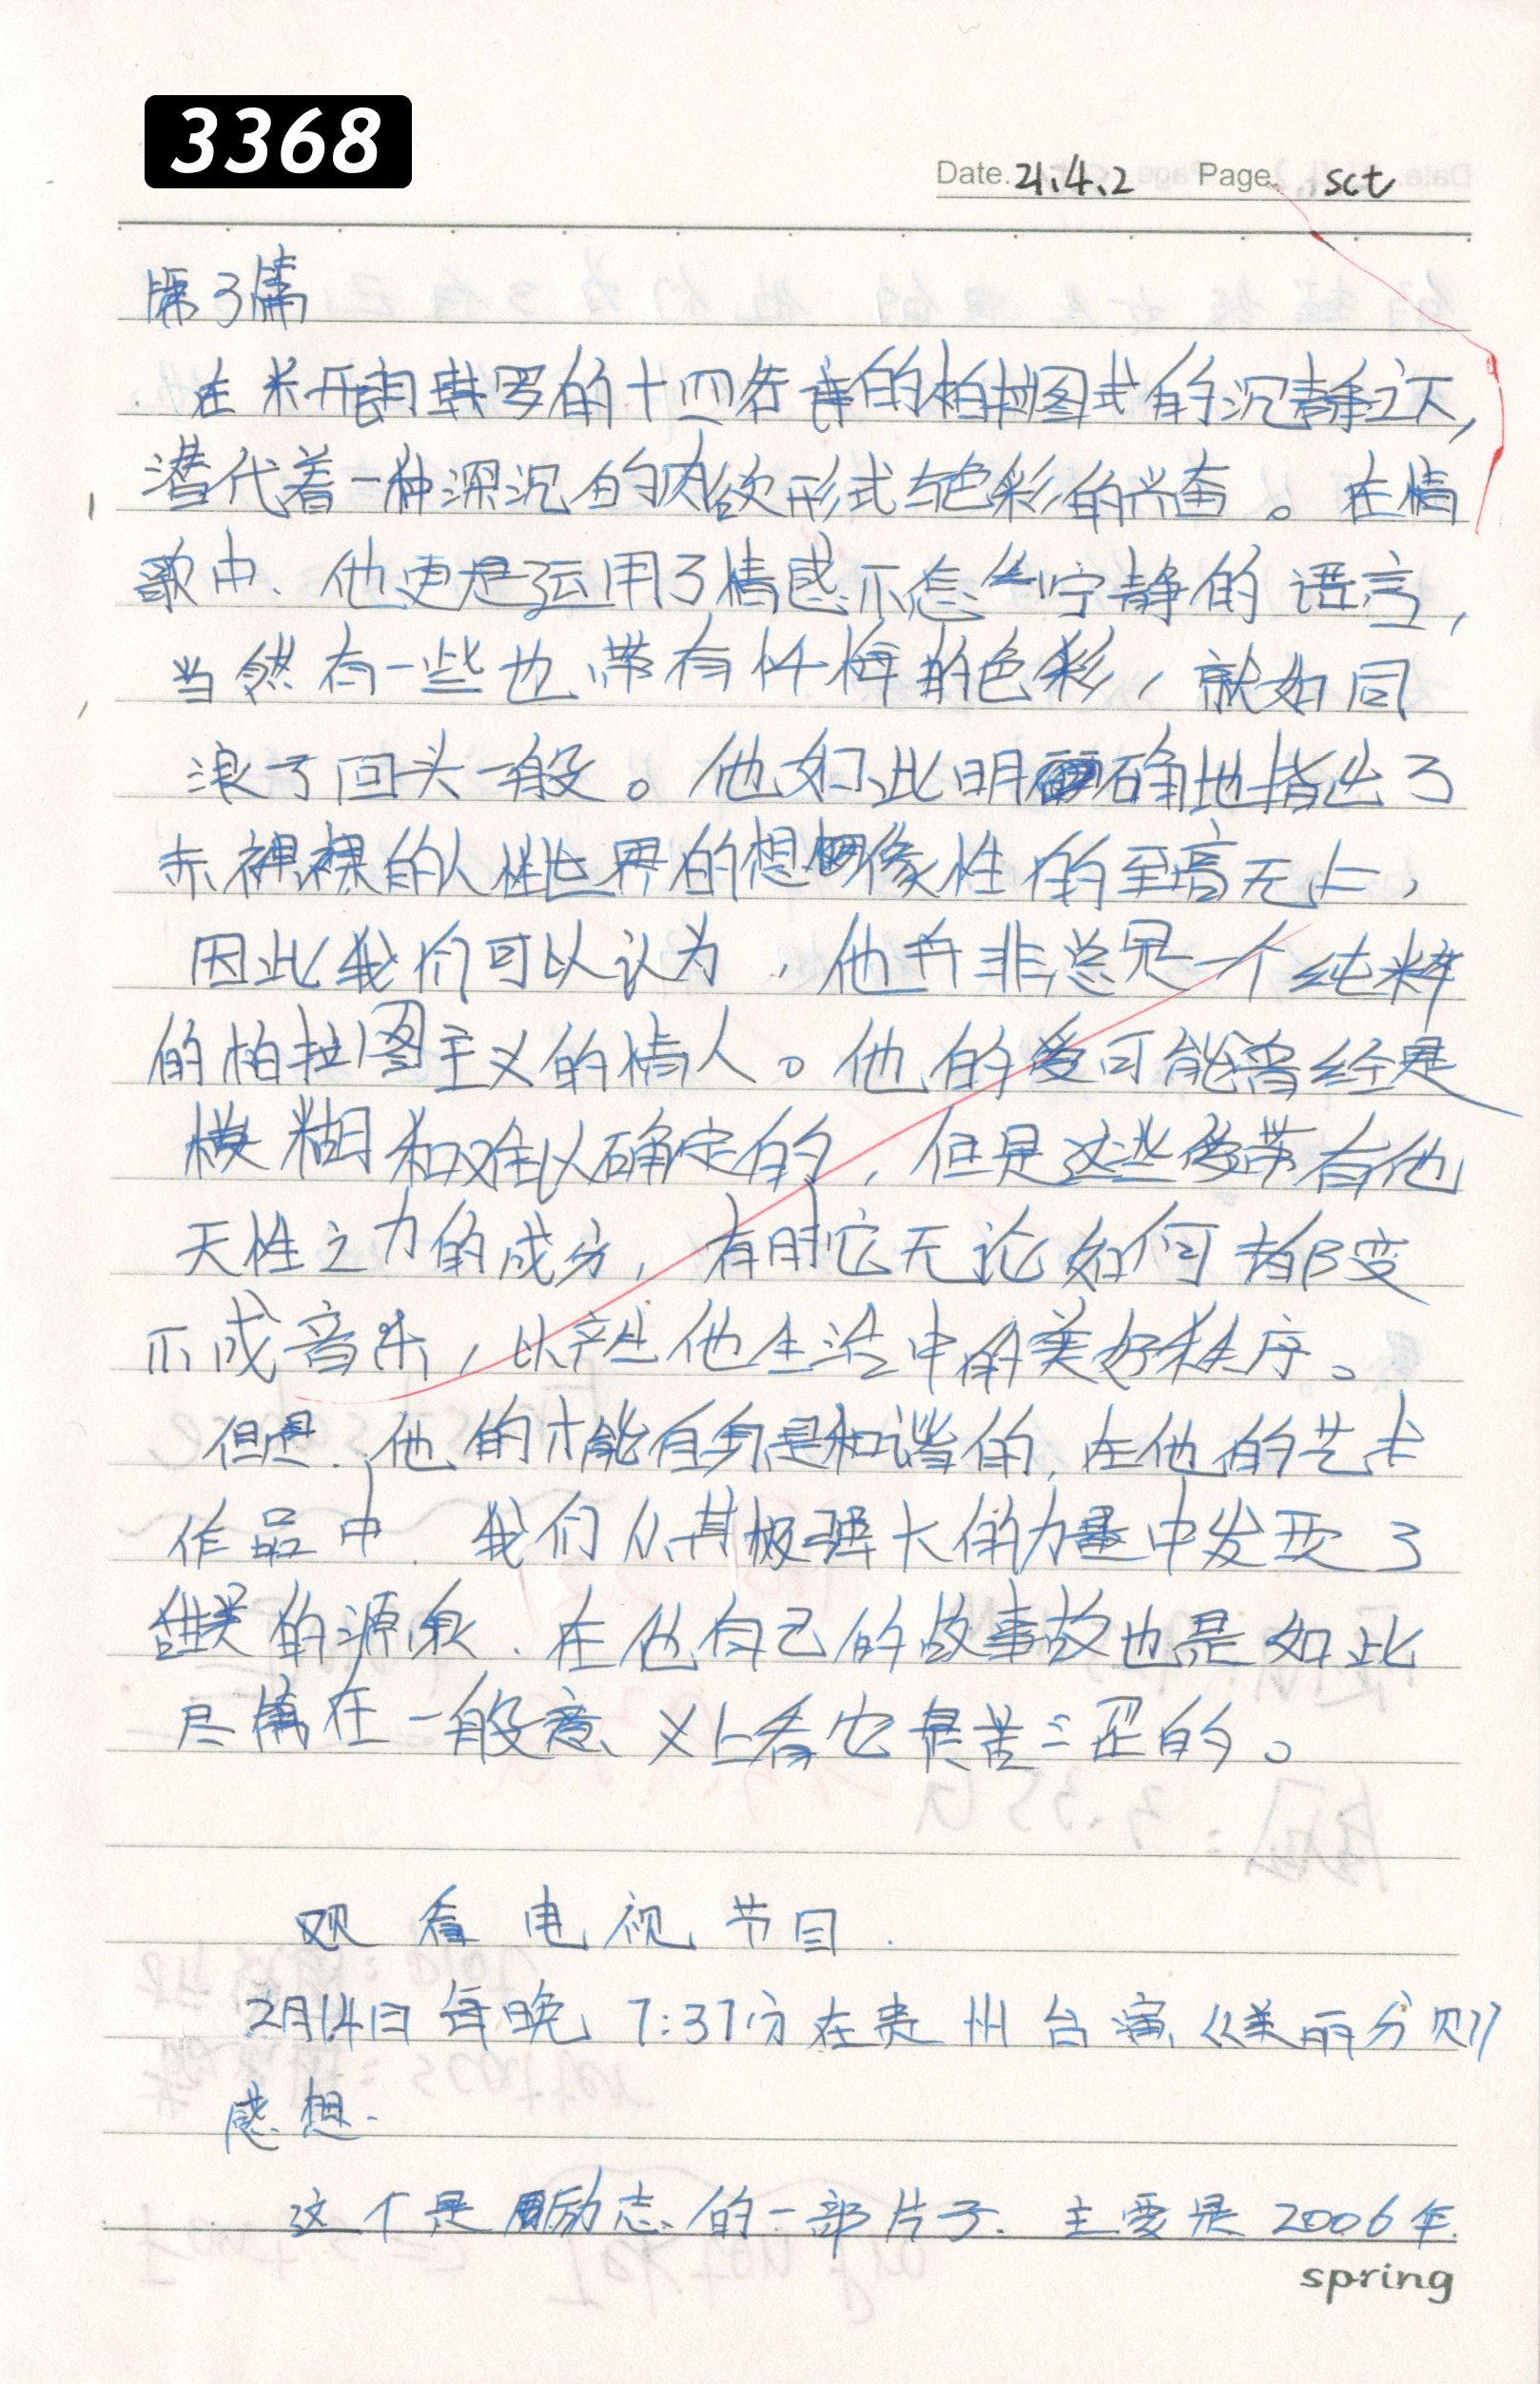 3368
Date. 21.4.2 Page. sct
第3篇
在米开朗琪罗的十四行诗的柏拉图式的沉静之下,
潜代着一种深沉的肉欲形式与色彩的兴奋。在情
歌中、他更是运用了情感不怎么宁静的语言,
当然有一些也带有忏悔的色彩,就如同
浪子回头一般。他如此明确地指出了
赤裸裸的人性世界的想像性的至高无上,
因此我们可以认为,他并非总是一个纯粹
的柏拉图主义的情人。他的爱可能曾经是
模糊和难以确定的,但是这些爱带有他
天性之力的成分,有时它无论如何都变
不成音乐,以产生他生活中的美好秩序。
但是、他的才能自身是和谐的,在他的艺术
作品中、我们从其极强大的力量中发现了
甜美的源泉、在他自己的故事故也是如此
尽管在一般意义上看它是苦涩的。
观看电视节目.
2月14日每晚7:37分在贵州台演《美丽分贝》
感想.
这个是励志的一部片子.主要是2006年
spring